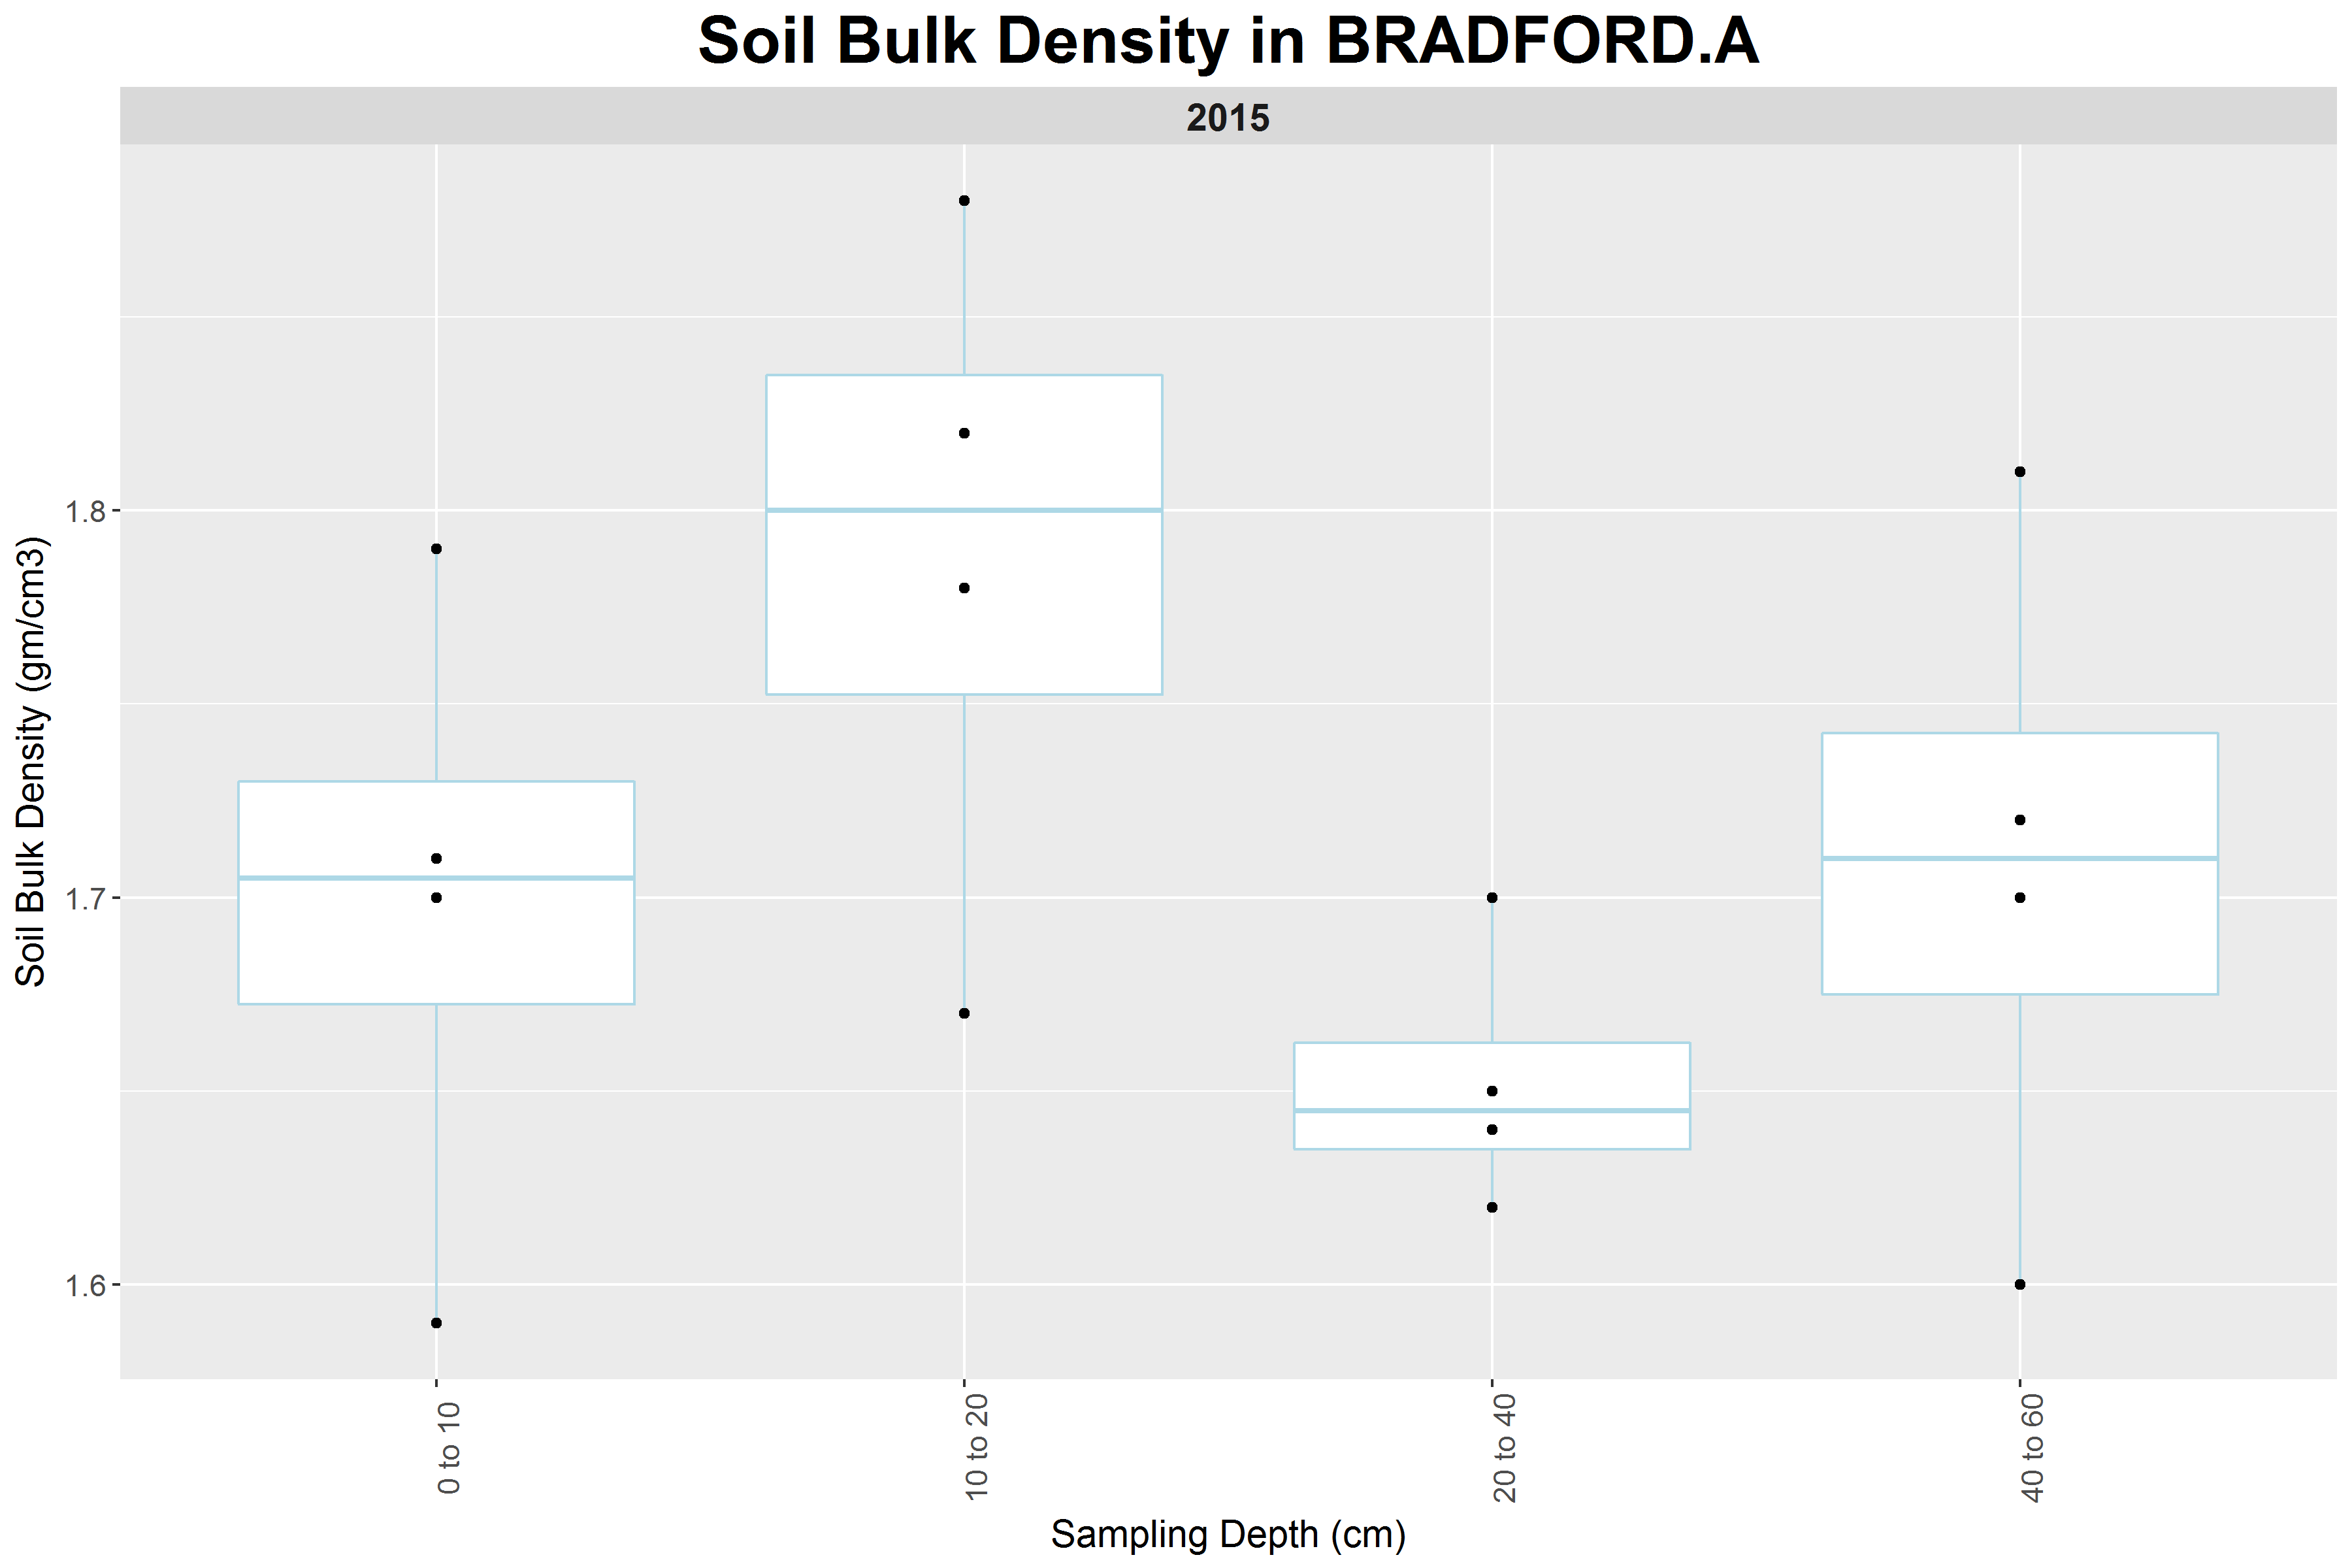 Soil Bulk Density in BRADFORD.A
2015
Soil Bulk Density (gm/cm3)
1.8
1.7
1.6
0 to 10
10 to 20
20 to 40
40 to 60
Sampling Depth (cm)